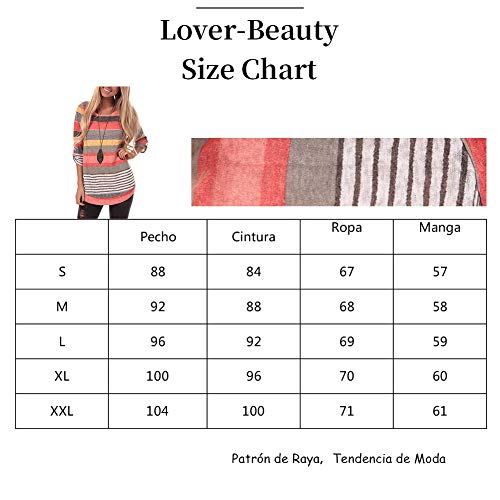 Lover-Beauty
Size Chart
Pecho Cintura Ropa Manga
S 88 84 67 57
M 92 88 68 58
L 96 92 69 59
XL 100 96 70 60
XXL 104 100 71 61
Patrón de Raya, Tendencia de Moda